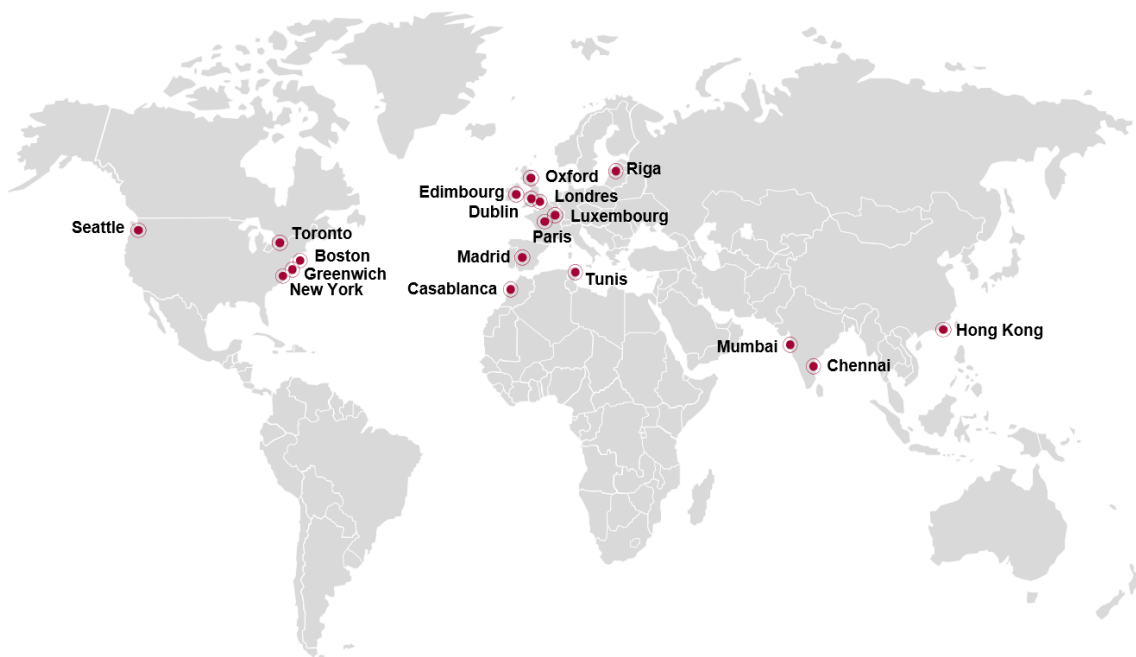 Riga
Oxford
Edimbourg
Londres
Dublin
Luxembourg
Seattle
Toronto
Paris
Boston
Madrid
Greenwich
Tunis
New York
Casablanca
Hong Kong
Mumbai
Chennai